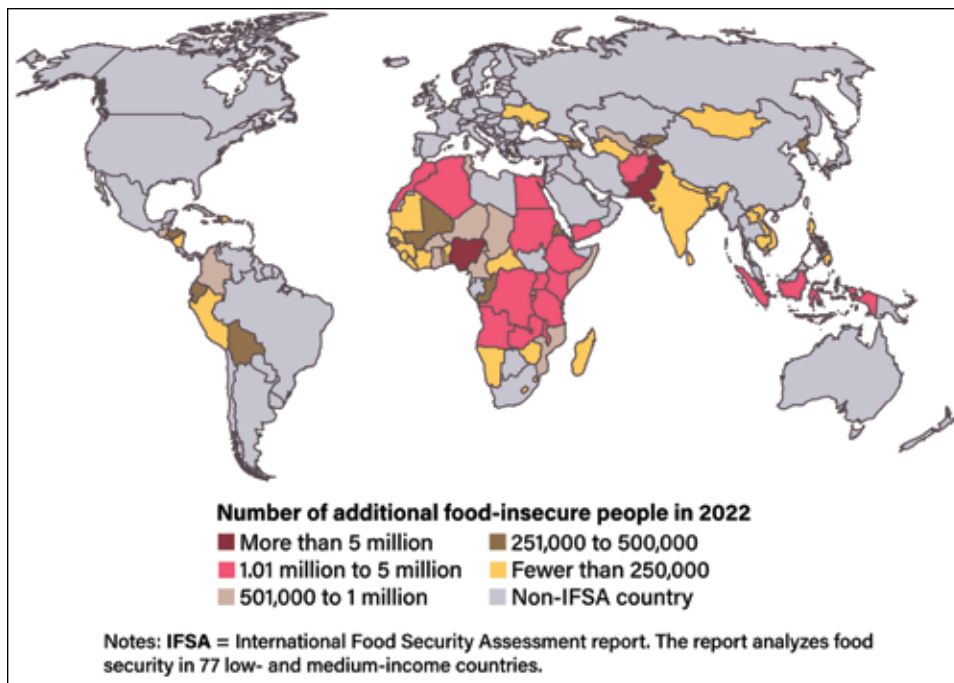 Number of additional food-insecure people in 2022
More than 5 million
1.01 million to 5 million
501,000 to 1 million
251,000 to 500,000
Fewer than 250,000
Non-IFSA country
Notes: IFSA = International Food Security Assessment report. The report analyzes food
security in 77 low- and medium-income countries.